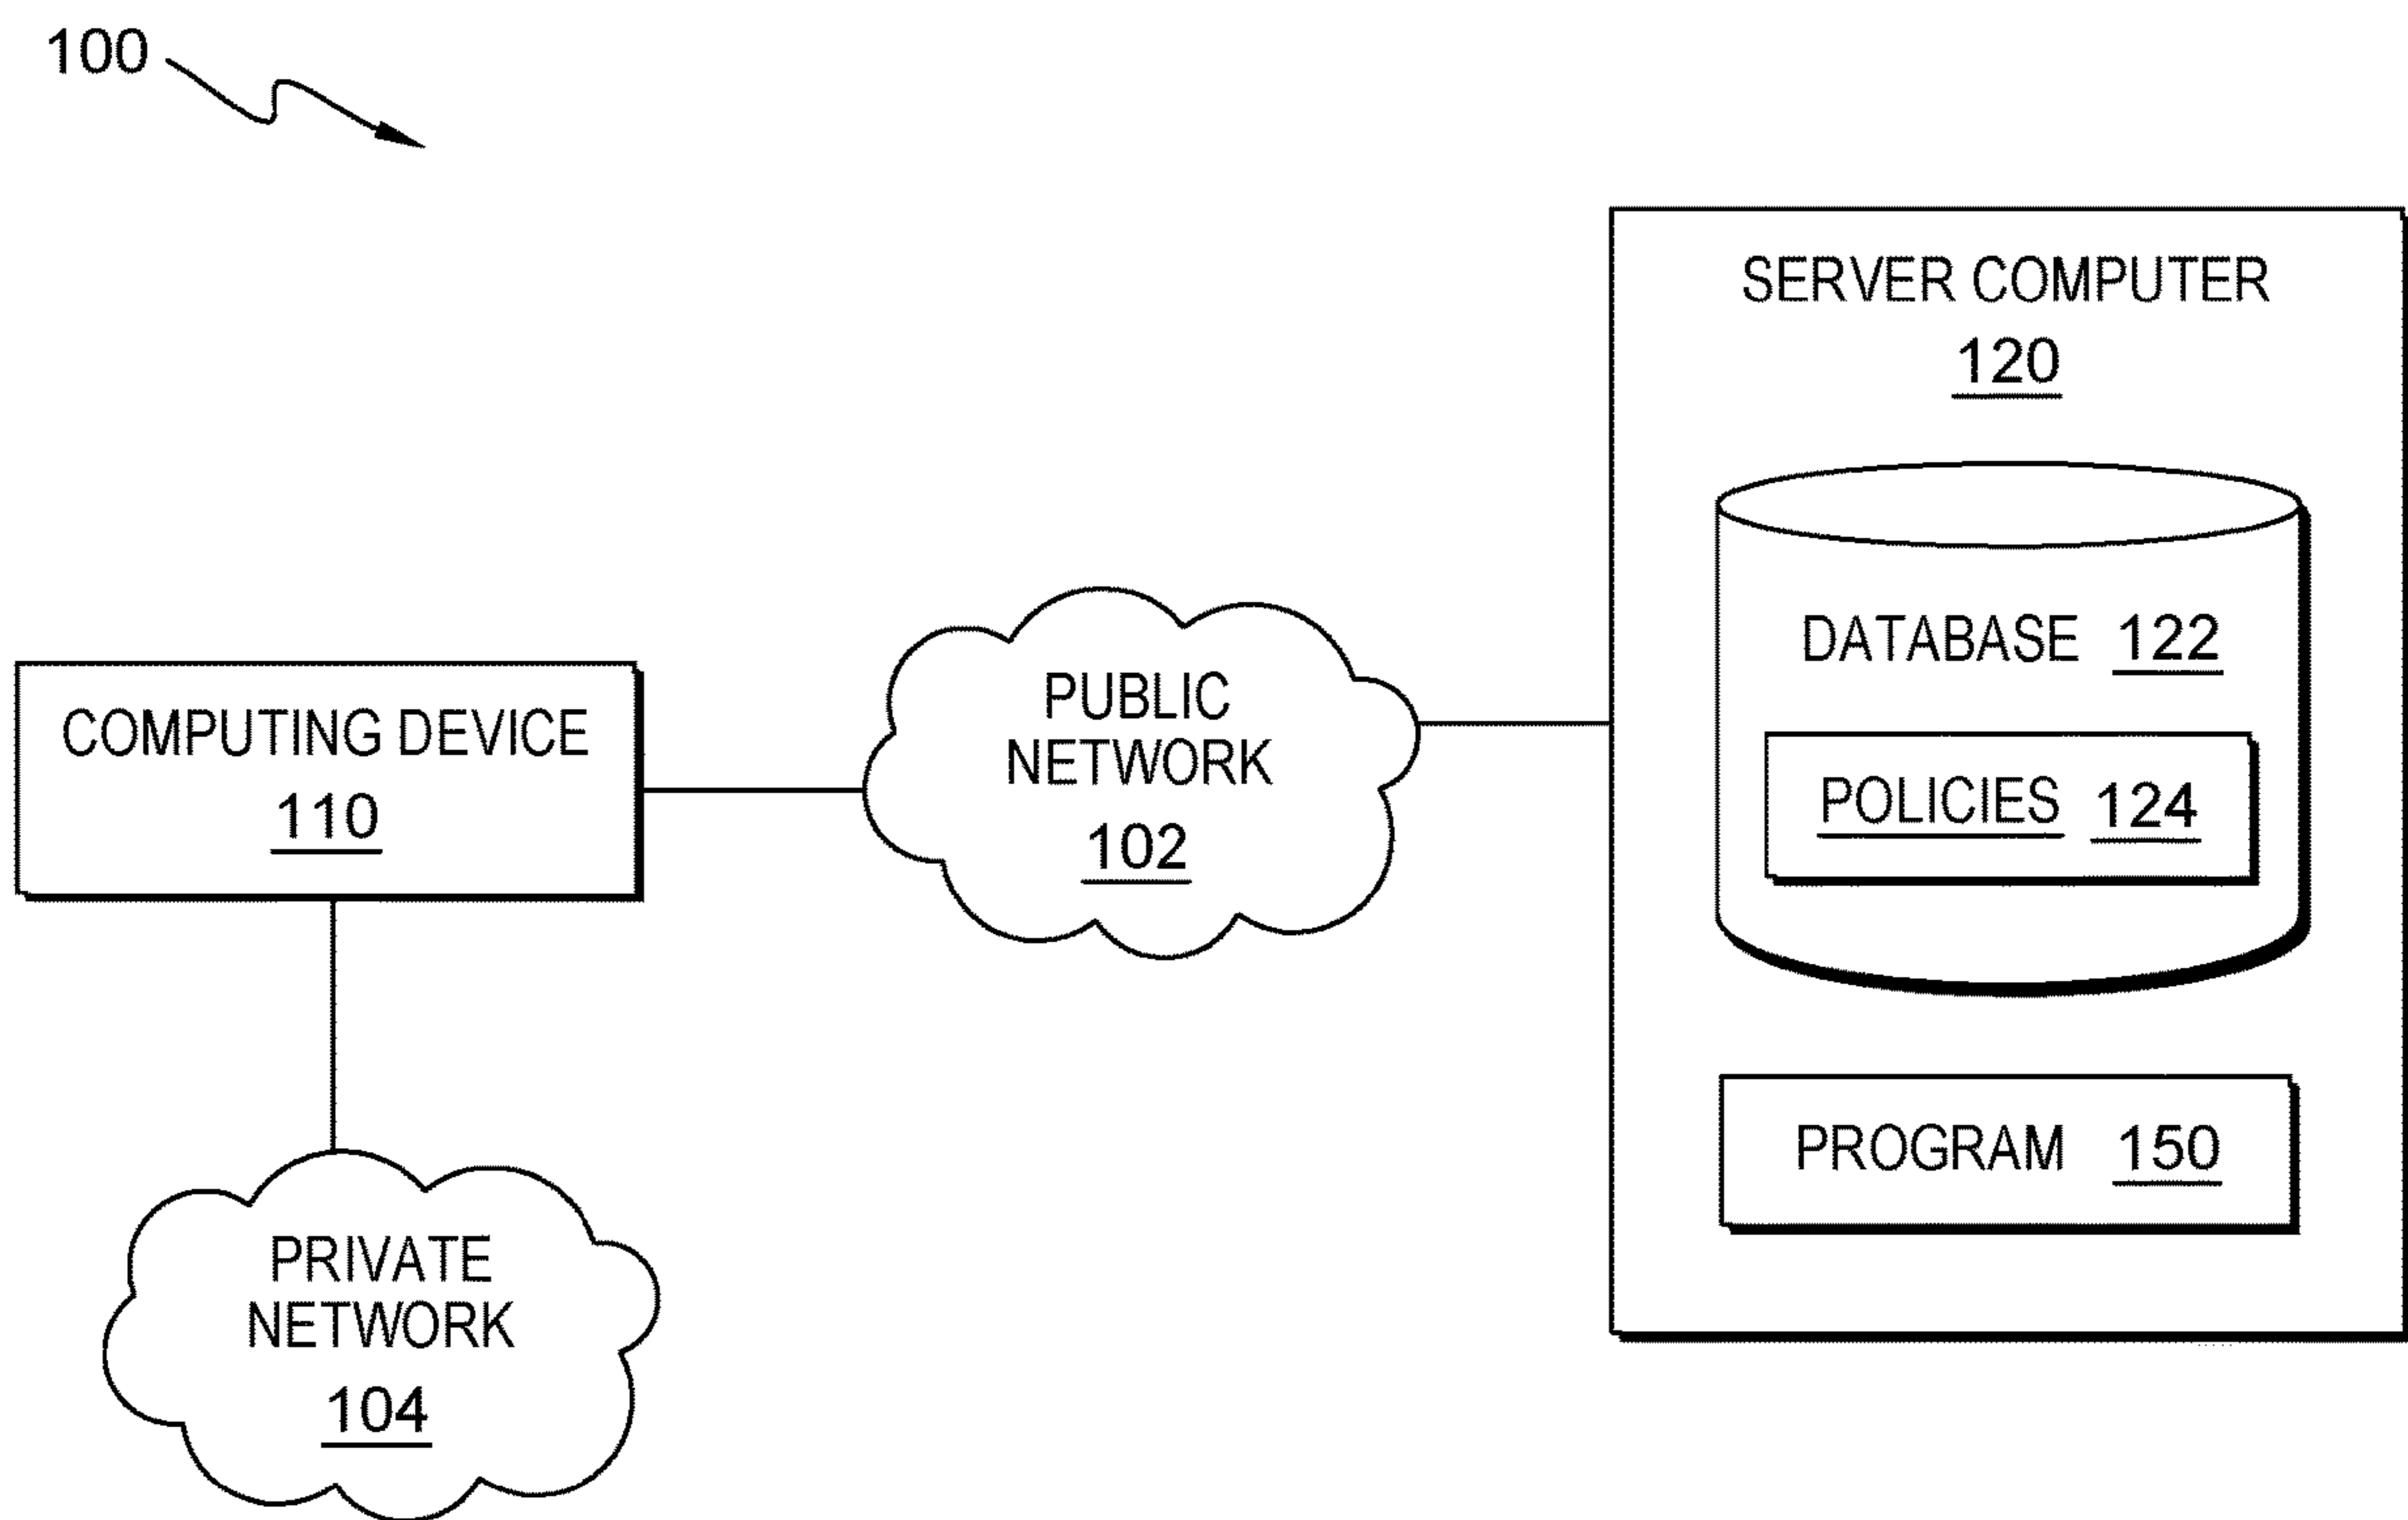 100
SERVER COMPUTER
120
DATABASE 122
POLICIES 124
PROGRAM 150
PUBLIC
NETWORK
102
COMPUTING DEVICE
110
PRIVATE
NETWORK
104